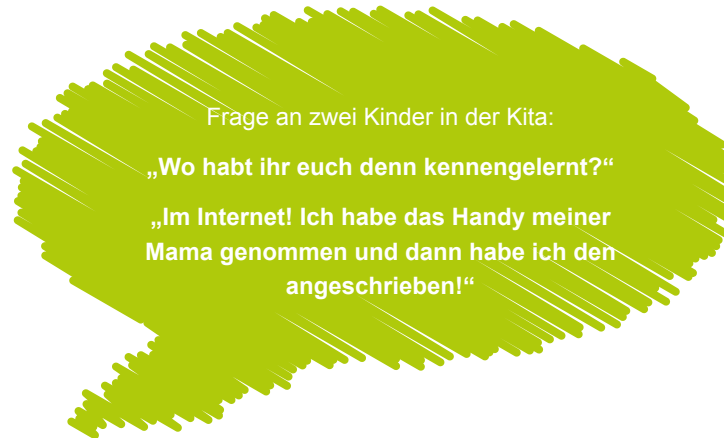 Frage an zwei Kinder in der Kita:
„Wo habt ihr euch denn kennengelernt?“
„Im Internet! Ich habe das Handy meiner
Mama genommen und dann habe ich den
angeschrieben!“